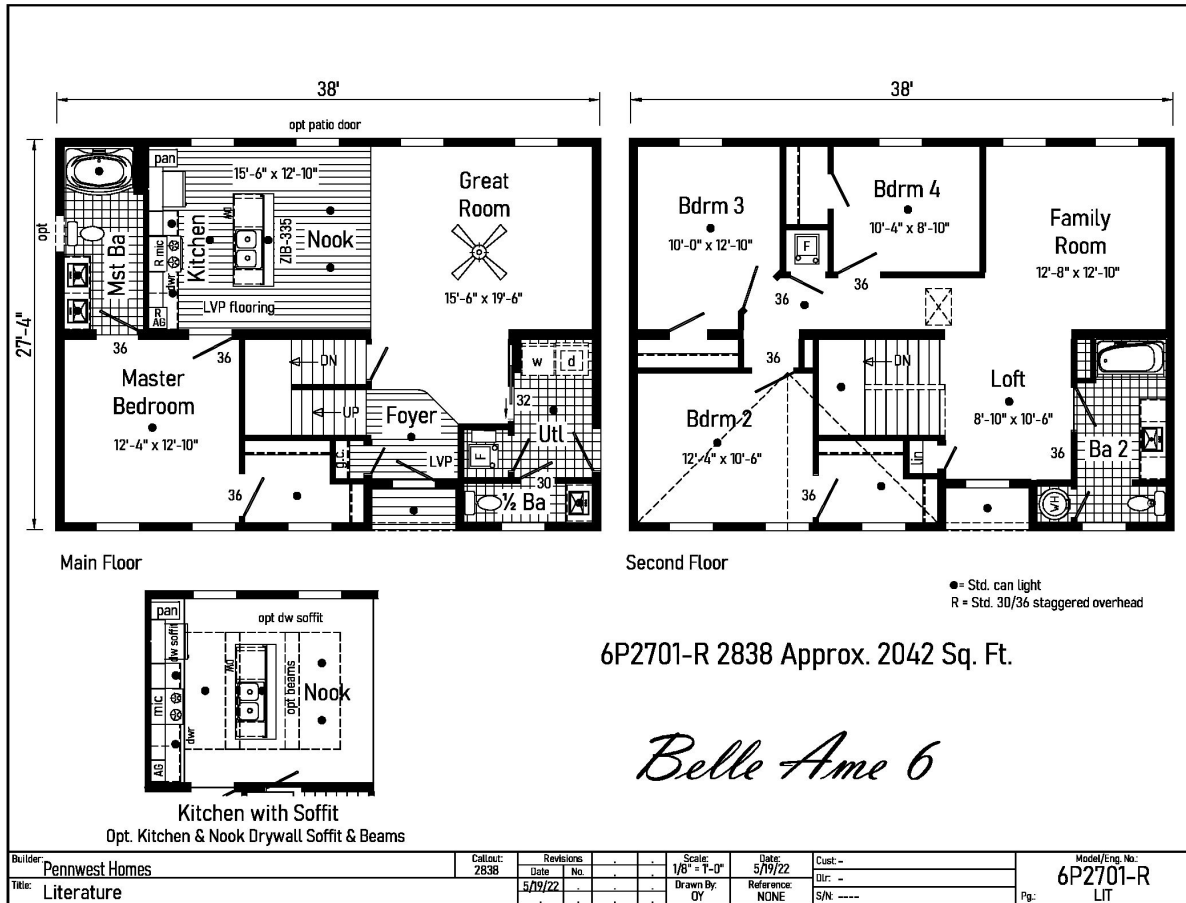 38'
38'
opt patio door
27'-4"
pan
15'-6" x 12'-10"
Great
Room
15'-6" x 19'-6"
opt
Mst Ba
R mic
dwr
Kitchen
DW
ZIB-335
Nook
R
AG
LVP flooring
36
36
Master
Bedroom
12'-4" x 12'-10"
DN
UP
Foyer
g.c.
LVP
w
d
32
Utl
F
30
½ Ba
36
Bdrm 3
10'-0" x 12'-10"
Bdrm 4
10'-4" x 8'-10"
F
Family
Room
12'-8" x 12'-10"
36
36
X
36
DN
Loft
8'-10" x 10'-6"
Bdrm 2
12'-4" x 10'-6"
36
lin
36
Ba 2
WH
Main Floor
Second Floor
●= Std. can light
R = Std. 30/36 staggered overhead
pan
opt dw soffit
dw soffit
DW
opt beams
Nook
mic
dwr
AG
Kitchen with Soffit
Opt. Kitchen & Nook Drywall Soffit & Beams
6P2701-R 2838 Approx. 2042 Sq. Ft.
Belle Ame 6
Builder: Pennwest Homes
Title: Literature
Callout:
2838
Revisions
Date No.
5/19/22
Scale:
1/8" = 1'-0"
Drawn By:
OY
Date:
5/19/22
Reference:
NONE
Cust: -
Dlr: -
S/N: ----
Model/Eng. No.:
6P2701-R
Pg.: LIT